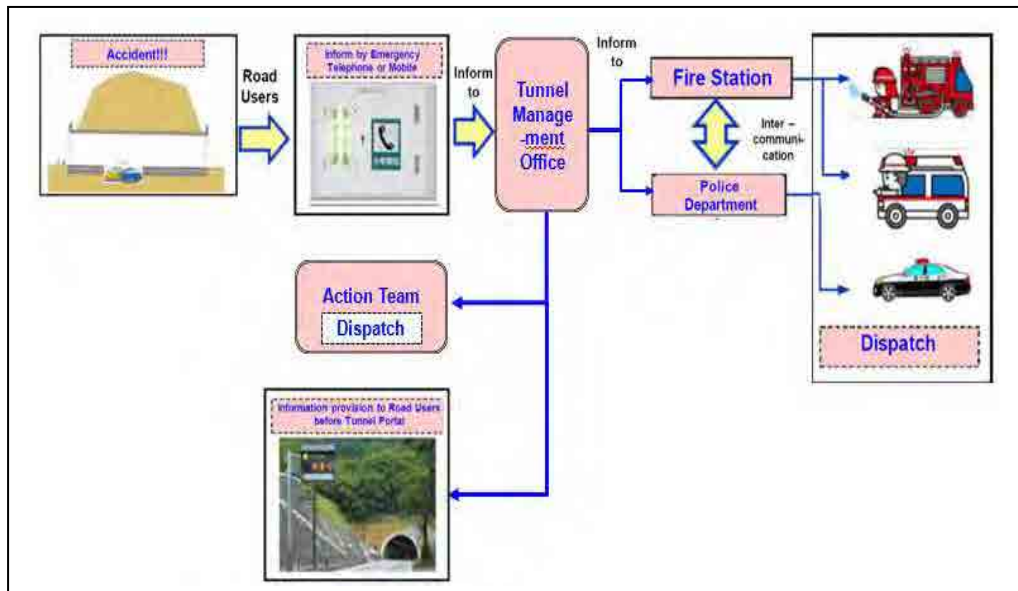 Accident!!!
Road
Users
Inform by Emergency
Telephone or Mobile
Inform
to
Tunnel
Manage
-ment
Office
Inform
to
Fire Station
Inter –
communi-
cation
Police
Department
Dispatch
Action Team
Dispatch
Information provision to Road Users
before Tunnel Portal